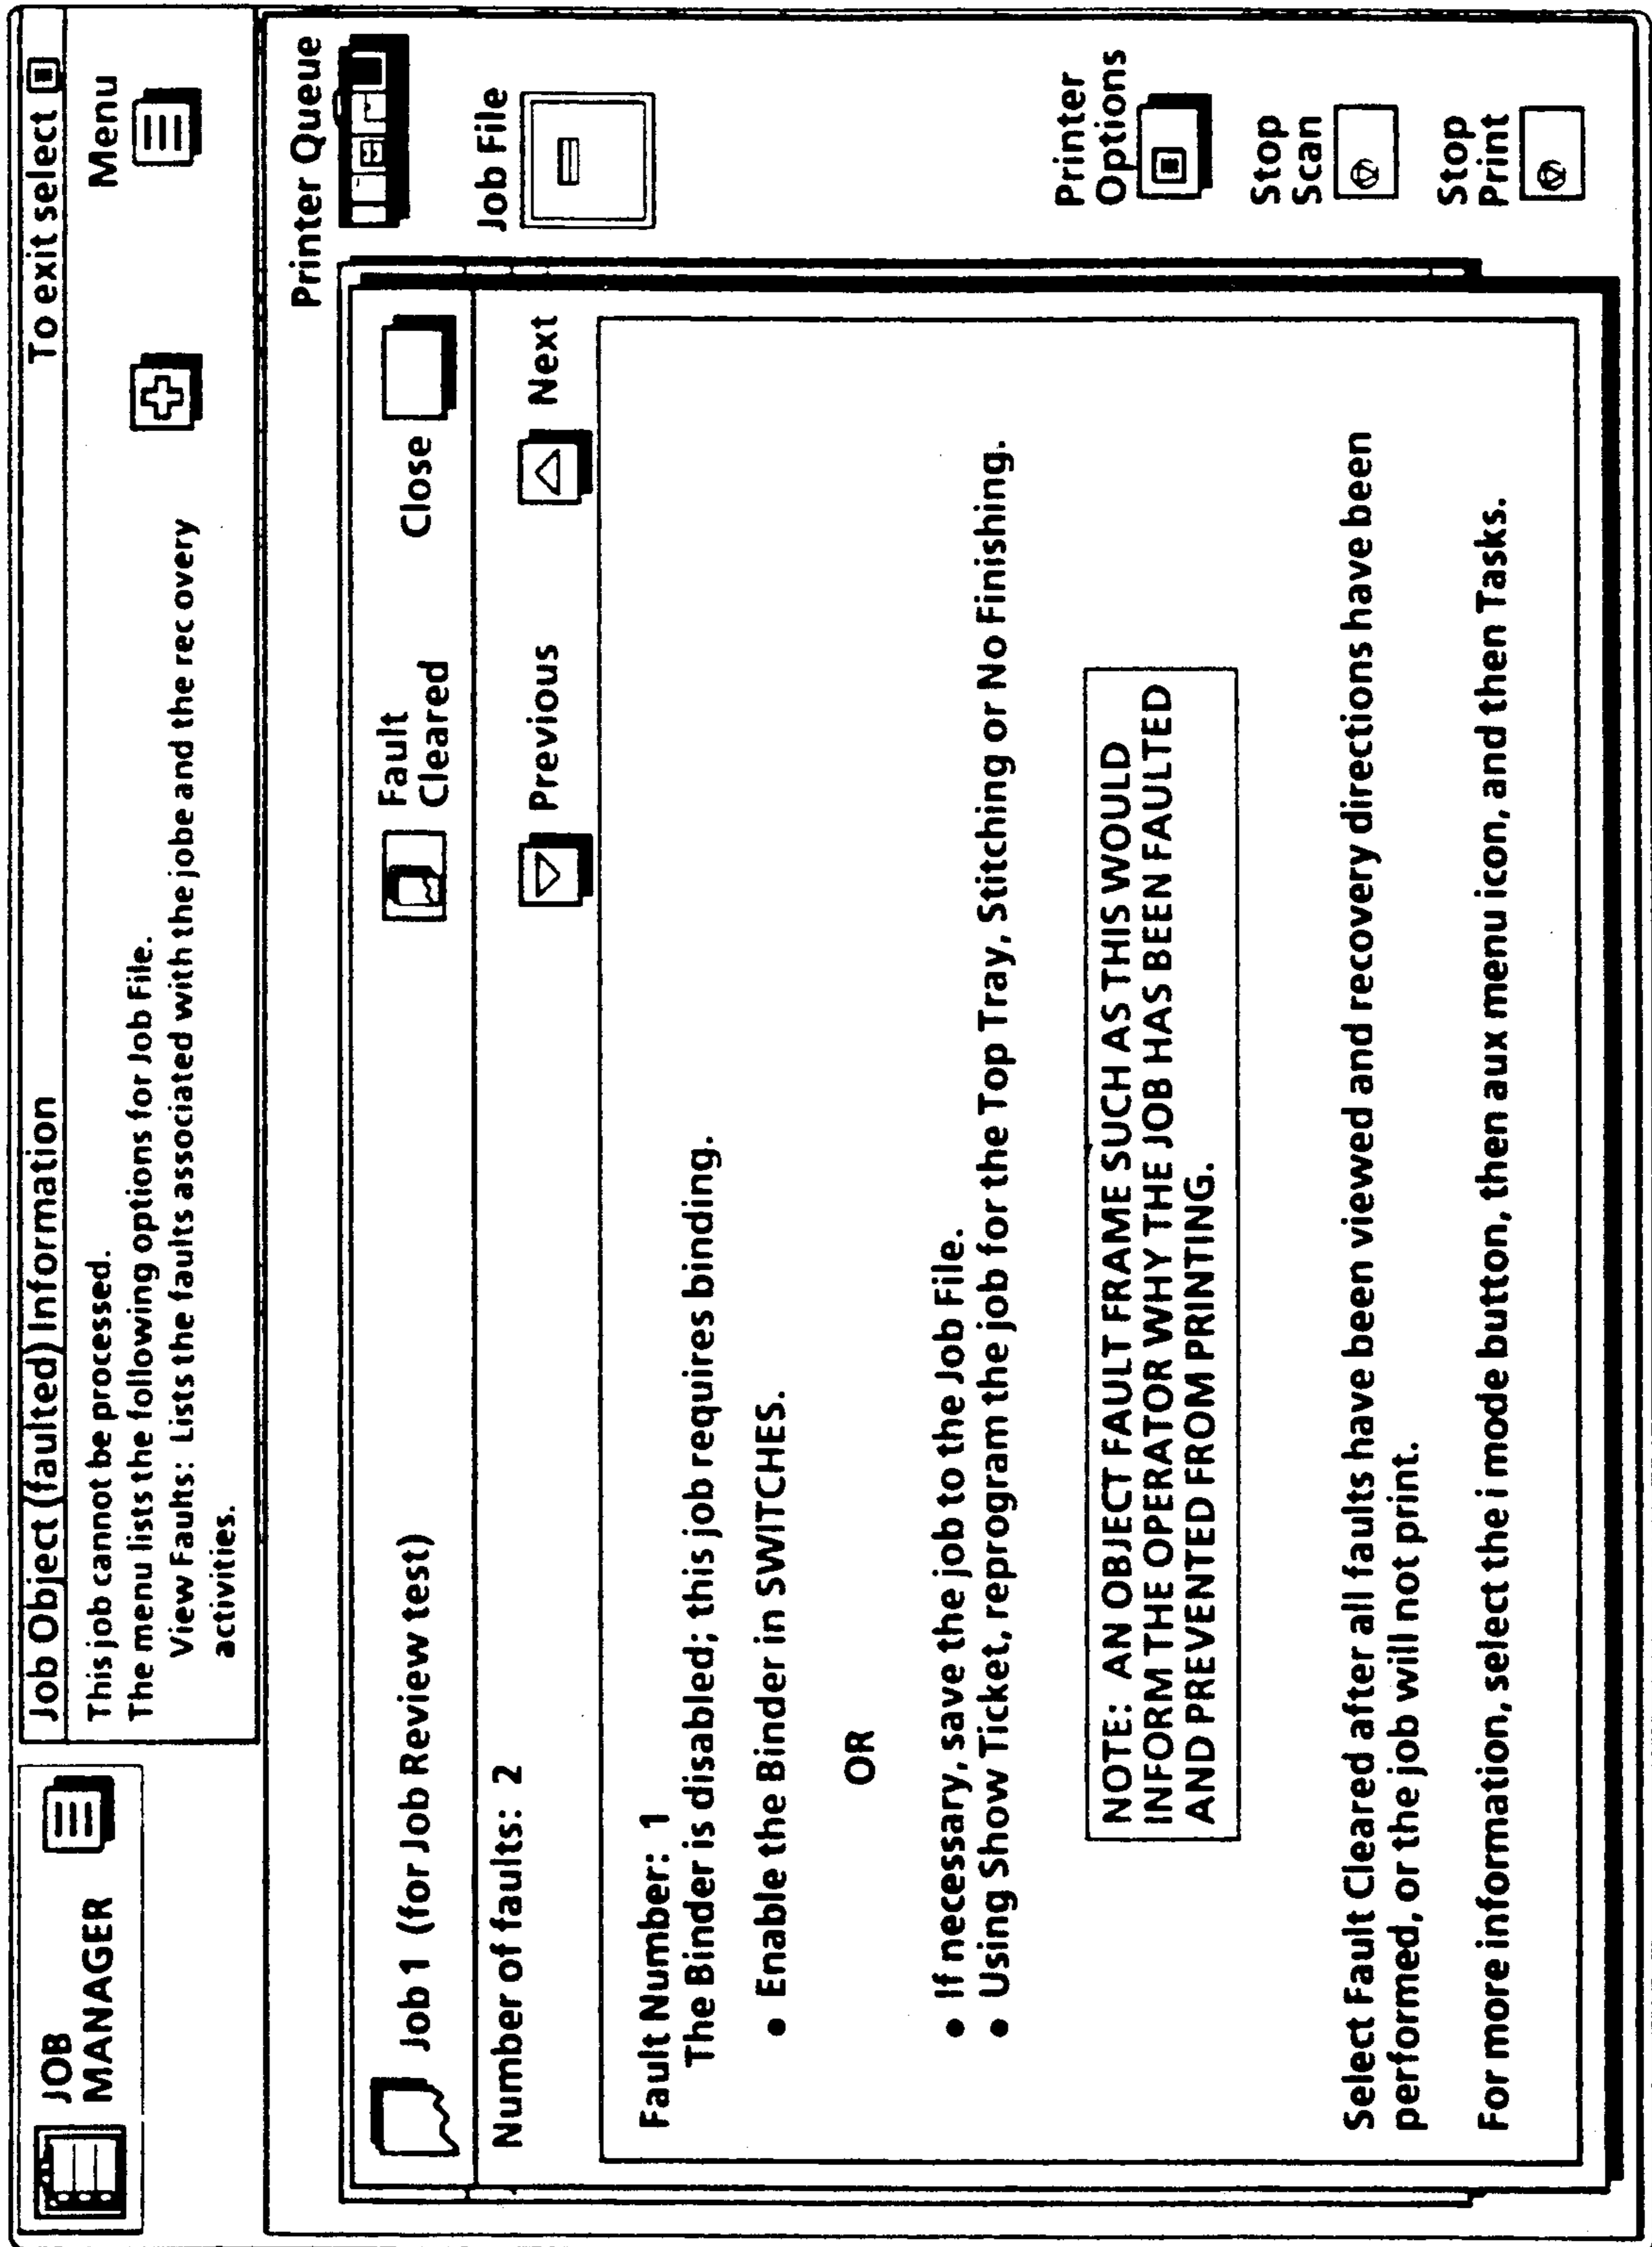 JOB
MANAGER
Job Object (faulted) Information
To exit select
This job cannot be processed.
The menu lists the following options for Job File.
View Faults: Lists the faults associated with the jobe and the rec overy
activities.
Menu
Printer Queue
Job 1 (for Job Review test)
Fault
Cleared
Close
Job File
Number of faults: 2
Previous
Next
Fault Number: 1
The Binder is disabled; this job requires binding.
• Enable the Binder in SWITCHES.
OR
• If necessary, save the job to the Job File.
• Using Show Ticket, reprogram the job for the Top Tray, Stitching or No Finishing.
NOTE: AN OBJECT FAULT FRAME SUCH AS THIS WOULD
INFORM THE OPERATOR WHY THE JOB HAS BEEN FAULTED
AND PREVENTED FROM PRINTING.
Select Fault Cleared after all faults have been viewed and recovery directions have been
performed, or the job will not print.
For more information, select the i mode button, then aux menu icon, and then Tasks.
Printer
Options
Stop
Scan
Stop
Print